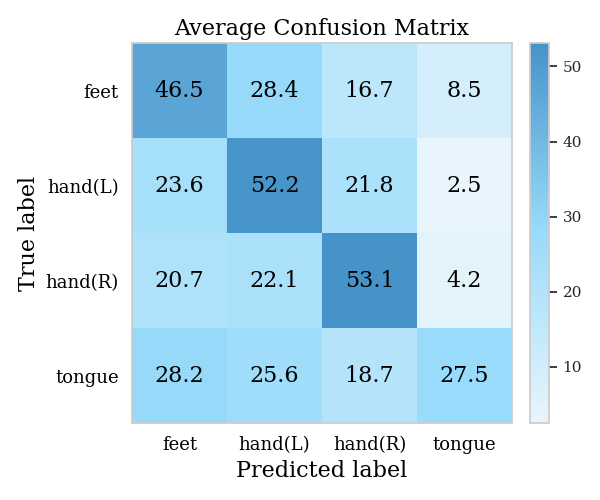 Average Confusion Matrix
feet 46.5 28.4 16.7 8.5
hand(L) 23.6 52.2 21.8 2.5
hand(R) 20.7 22.1 53.1 4.2
tongue 28.2 25.6 18.7 27.5
feet hand(L) hand(R) tongue
Predicted label
True label
50
40
30
20
10